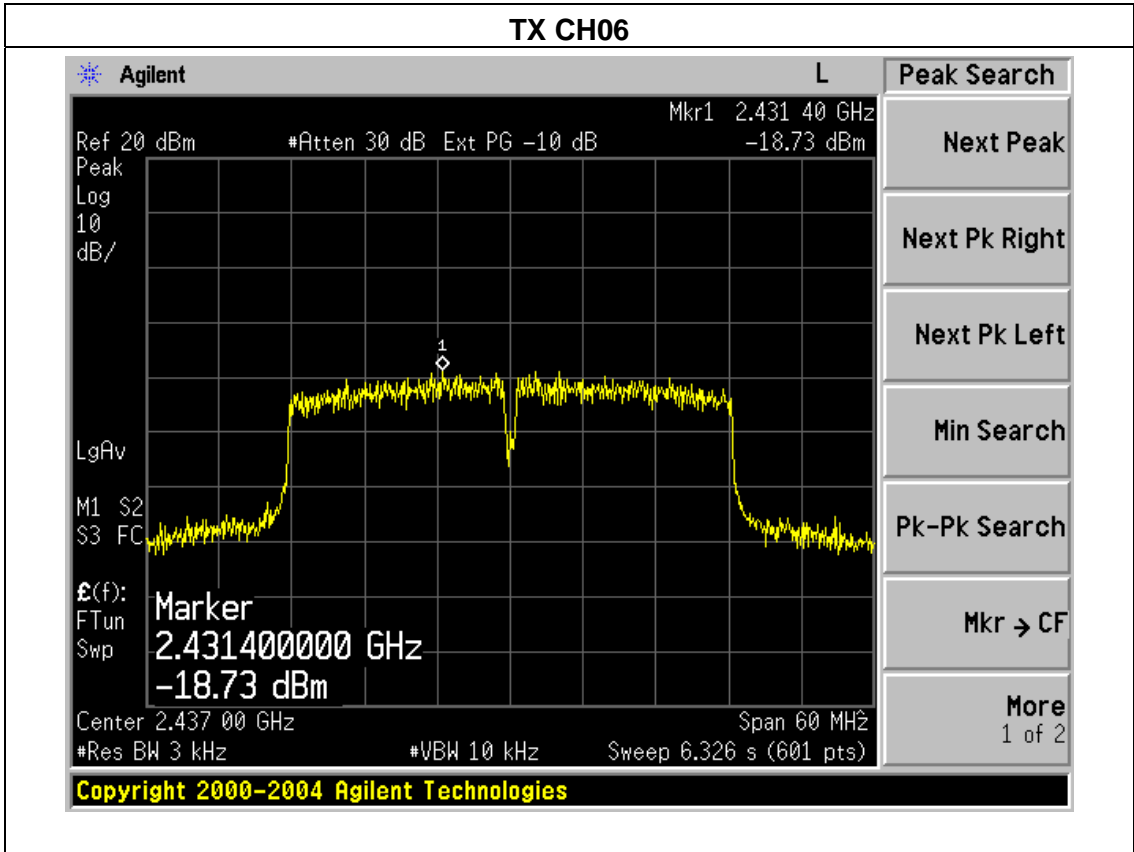 TX CH06
Agilent
L
Peak Search
Mkr1 2.431 40 GHz
Ref 20 dBm #Atten 30 dB Ext PG -10 dB -18.73 dBm
Peak
Log
10
dB/
1
LgAv
M1 S2
S3 FC
£(f):
FTun
Swp
Marker
2.431400000 GHz
-18.73 dBm
Center 2.437 00 GHz Span 60 MHz
#Res BW 3 kHz #VBW 10 kHz Sweep 6.326 s (601 pts)
Copyright 2000-2004 Agilent Technologies
Next Peak
Next Pk Right
Next Pk Left
Min Search
Pk-Pk Search
Mkr → CF
More
1 of 2